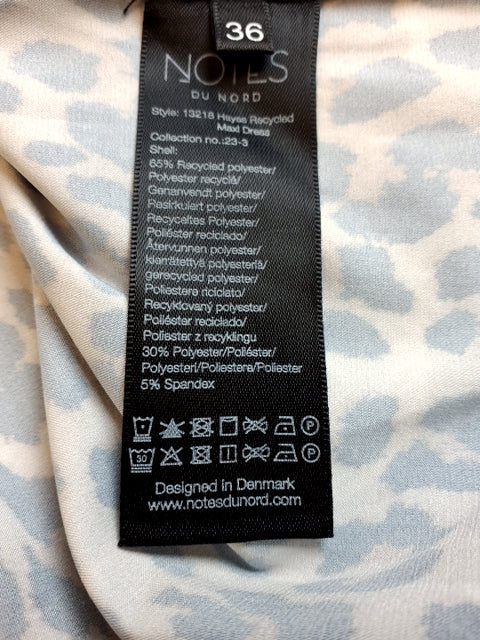 36
NOTES
DU NORD
Style: 13218 Hayes Recycled
Maxi Dress
Collection no.:23-3
Shell:
65% Recycled polyester/
Polyester recyclé/
Genanvendt polyester/
Rasirkulert polyester/
Recyceltes Polyester/
Poliéster reciclado/
Återvunnen polyester/
kierrätettyä polyesteriä/
gerecycled polyester/
Poliestere riciclato/
Recyklovaný polyester/
Poliéster reciclado/
Poliester z recyklingu
30% Polyester/Poliéster/
Polyesteri/Poliestere/Poliester
5% Spandex
P
30 P
Designed in Denmark
www.notesdunord.com